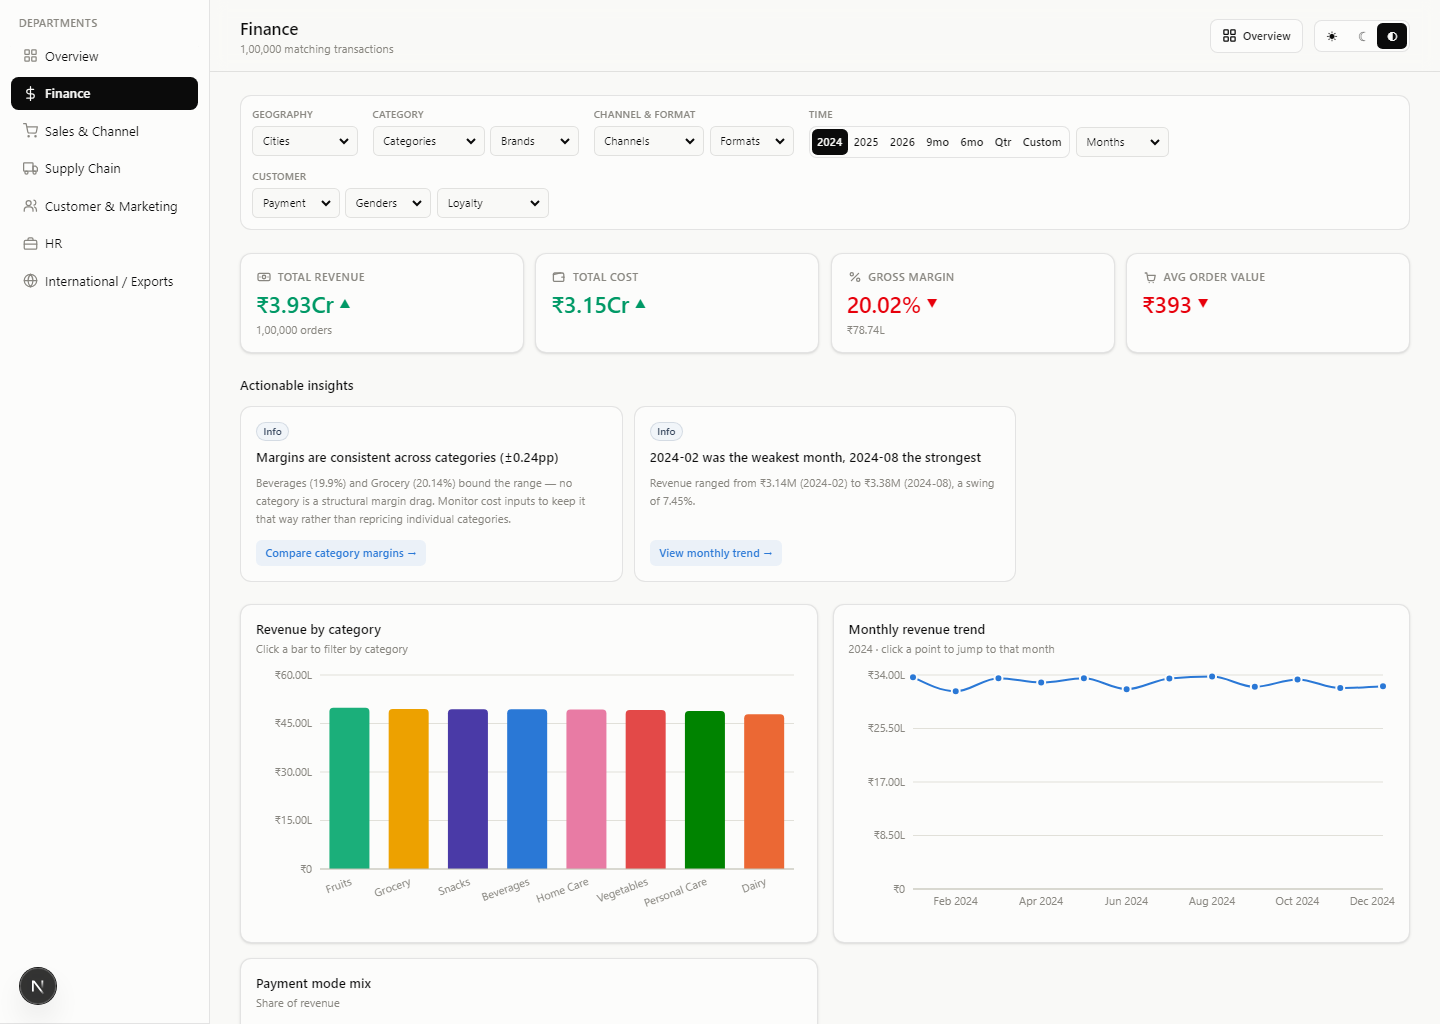 DEPARTMENTS
Overview
Finance
Sales & Channel
Supply Chain
Customer & Marketing
HR
International / Exports
N
Finance
1,00,000 matching transactions
Overview
GEOGRAPHY
Cities
CATEGORY
Categories
Brands
CHANNEL & FORMAT
Channels
Formats
TIME
2024 2025 2026 9mo 6mo Qtr Custom
Months
CUSTOMER
Payment
Genders
Loyalty
TOTAL REVENUE
₹3.93Cr ▲
1,00,000 orders
TOTAL COST
₹3.15Cr ▲
% GROSS MARGIN
20.02% ▼
₹78.74L
AVG ORDER VALUE
₹393 ▼
Actionable insights
Info
Margins are consistent across categories (±0.24pp)
Beverages (19.9%) and Grocery (20.14%) bound the range — no
category is a structural margin drag. Monitor cost inputs to keep it
that way rather than repricing individual categories.
Compare category margins →
Info
2024-02 was the weakest month, 2024-08 the strongest
Revenue ranged from ₹3.14M (2024-02) to ₹3.38M (2024-08), a swing
of 7.45%.
View monthly trend →
Revenue by category
Click a bar to filter by category
₹60.00L
₹45.00L
₹30.00L
₹15.00L
₹0
Fruits
Grocery
Snacks
Beverages
Home Care
Vegetables
Personal Care
Dairy
Monthly revenue trend
2024 · click a point to jump to that month
₹34.00L
₹25.50L
₹17.00L
₹8.50L
₹0
Feb 2024
Apr 2024
Jun 2024
Aug 2024
Oct 2024
Dec 2024
Payment mode mix
Share of revenue